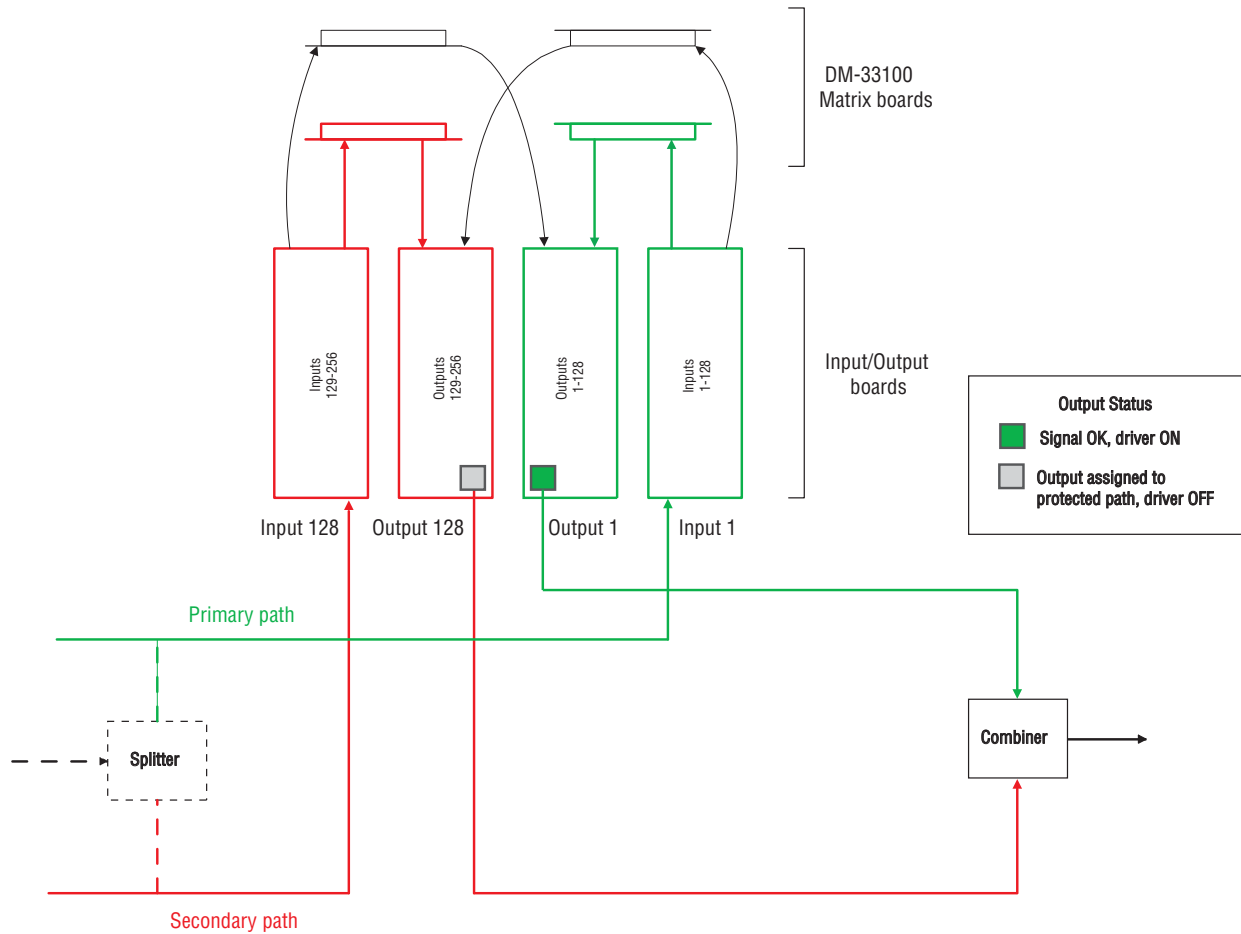 DM-33100
Matrix boards
Inputs
129-256
Outputs
129-256
Outputs
1-128
Inputs
1-128
Input/Output
boards
Output Status
Signal OK, driver ON
Output assigned to
protected path, driver OFF
Input 128
Output 128
Output 1
Input 1
Primary path
Splitter
Combiner
Secondary path